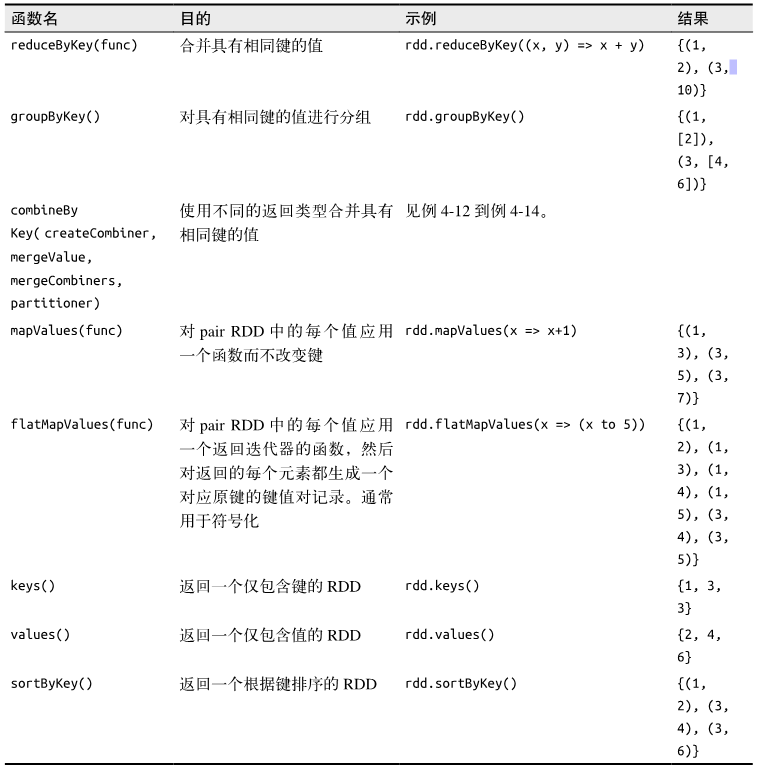 函数名 目的 示例 结果
reduceByKey(func) 合并具有相同键的值 rdd.reduceByKey((x, y) => x + y) {(1,
2), (3,
10)}
groupByKey() 对具有相同键的值进行分组 rdd.groupByKey() {(1,
[2]),
(3, [4,
6])}
combineBy 使用不同的返回类型合并具有 见例 4-12 到例 4-14。
Key( createCombiner, 相同键的值
mergeValue,
mergeCombiners,
partitioner)
mapValues(func) 对 pair RDD 中的每个值应用 rdd.mapValues(x => x+1) {(1,
一个函数而不改变键 3), (3,
5), (3,
7)}
flatMapValues(func) 对 pair RDD 中的每个值应用 rdd.flatMapValues(x => (x to 5)) {(1,
一个返回迭代器的函数，然后 2), (1,
对返回的每个元素都生成一个 3), (1,
对应原键的键值对记录。通常 4), (1,
用于符号化 5), (3,
4), (3,
5)}
keys() 返回一个仅包含键的 RDD rdd.keys() {1, 3,
3}
values() 返回一个仅包含值的 RDD rdd.values() {2, 4,
6}
sortByKey() 返回一个根据键排序的 RDD rdd.sortByKey() {(1,
2), (3,
4), (3,
6)}